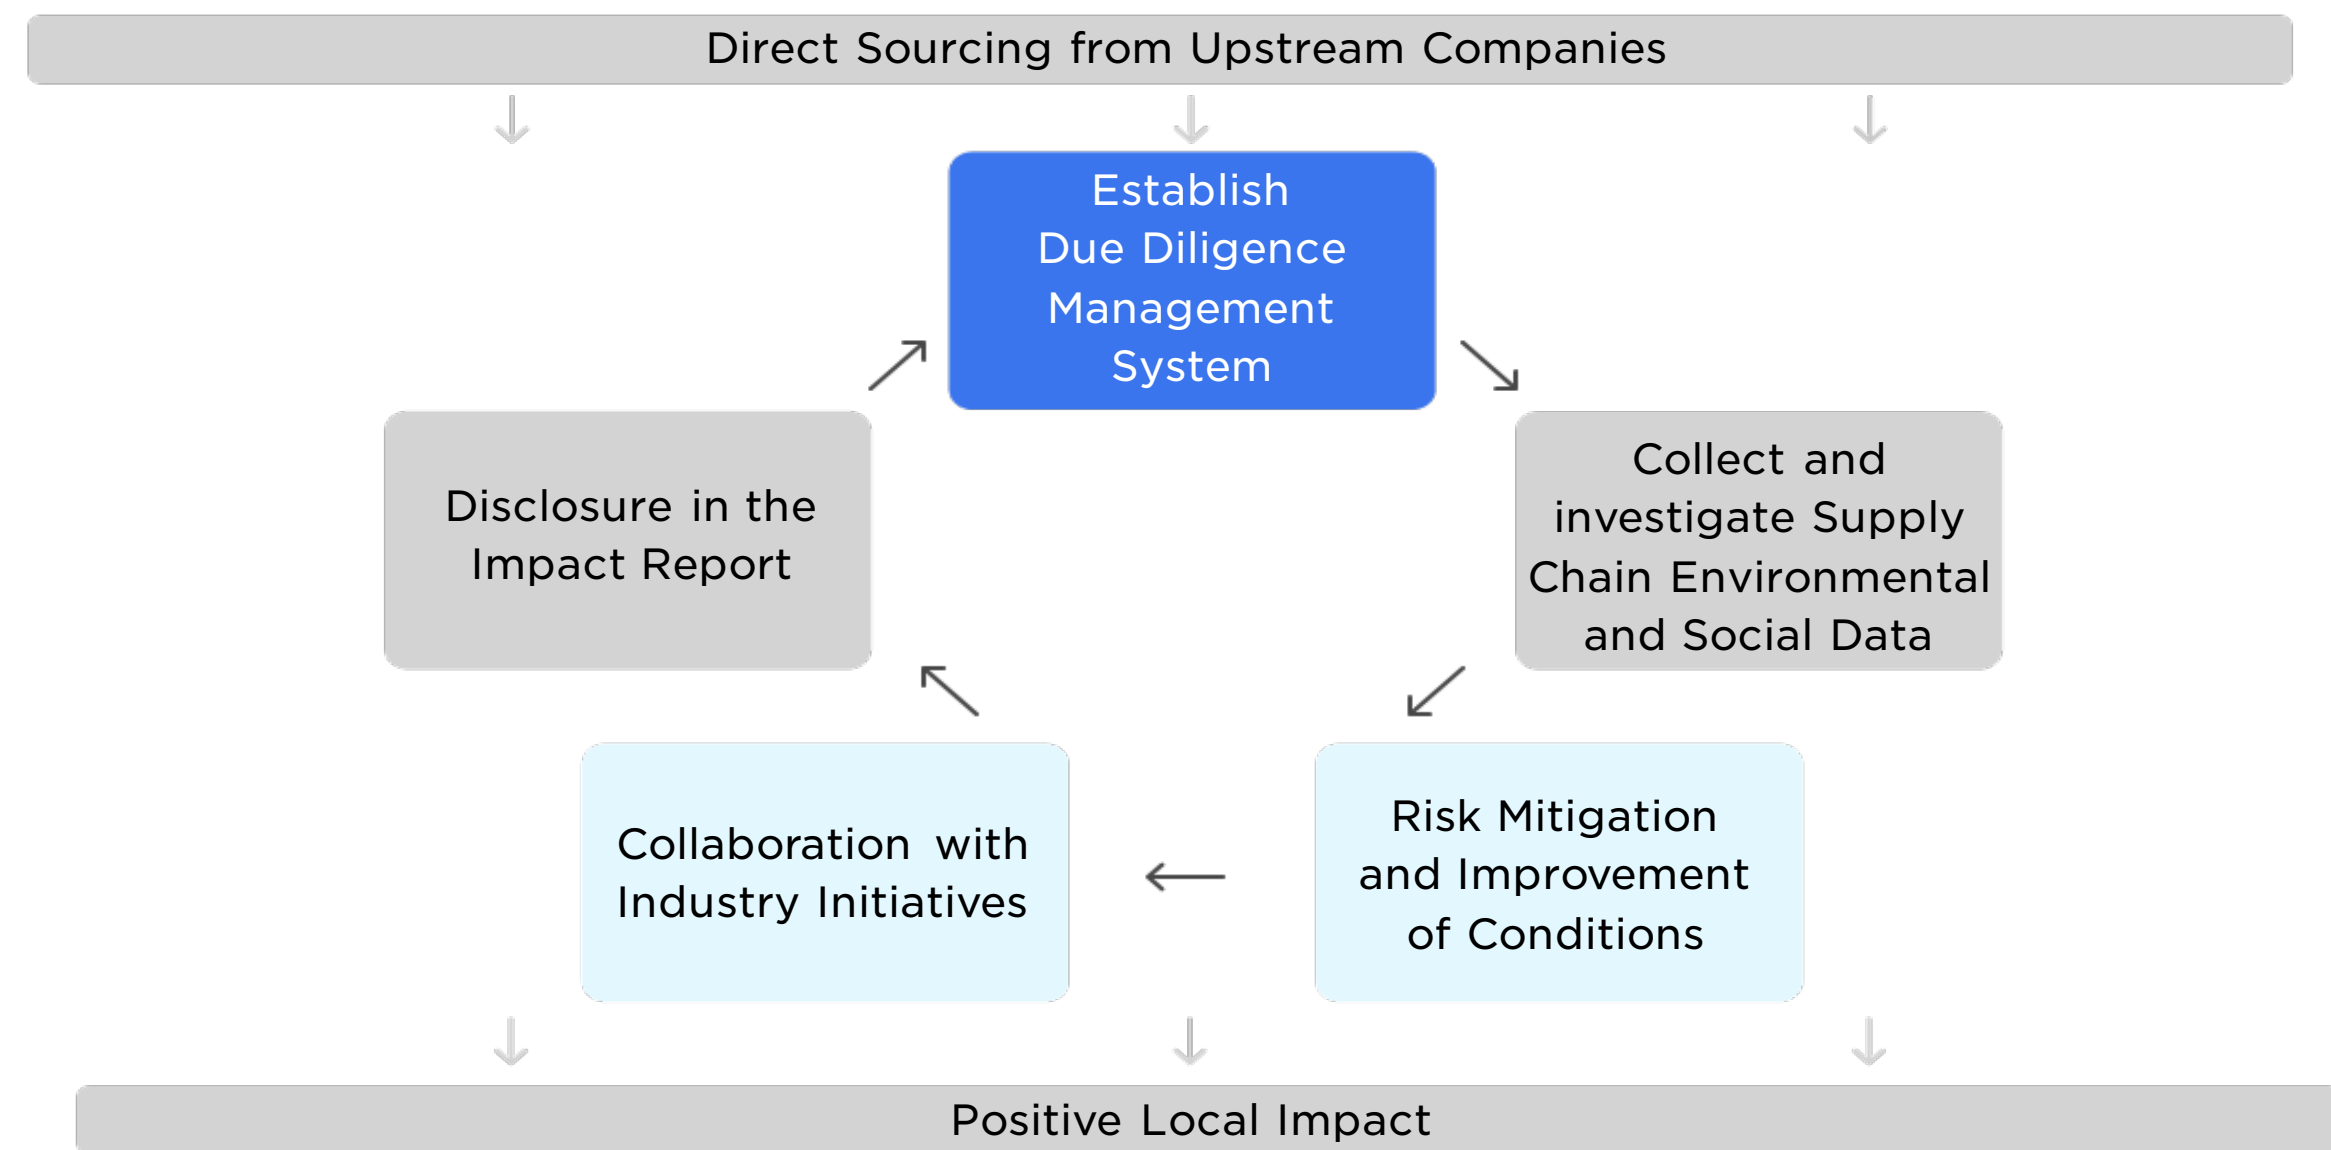 Direct Sourcing from Upstream Companies
Establish
Due Diligence
Management
System
Collect and
investigate Supply
Chain Environmental
and Social Data
Disclosure in the
Impact Report
Risk Mitigation
and Improvement
of Conditions
Collaboration with
Industry Initiatives
Positive Local Impact